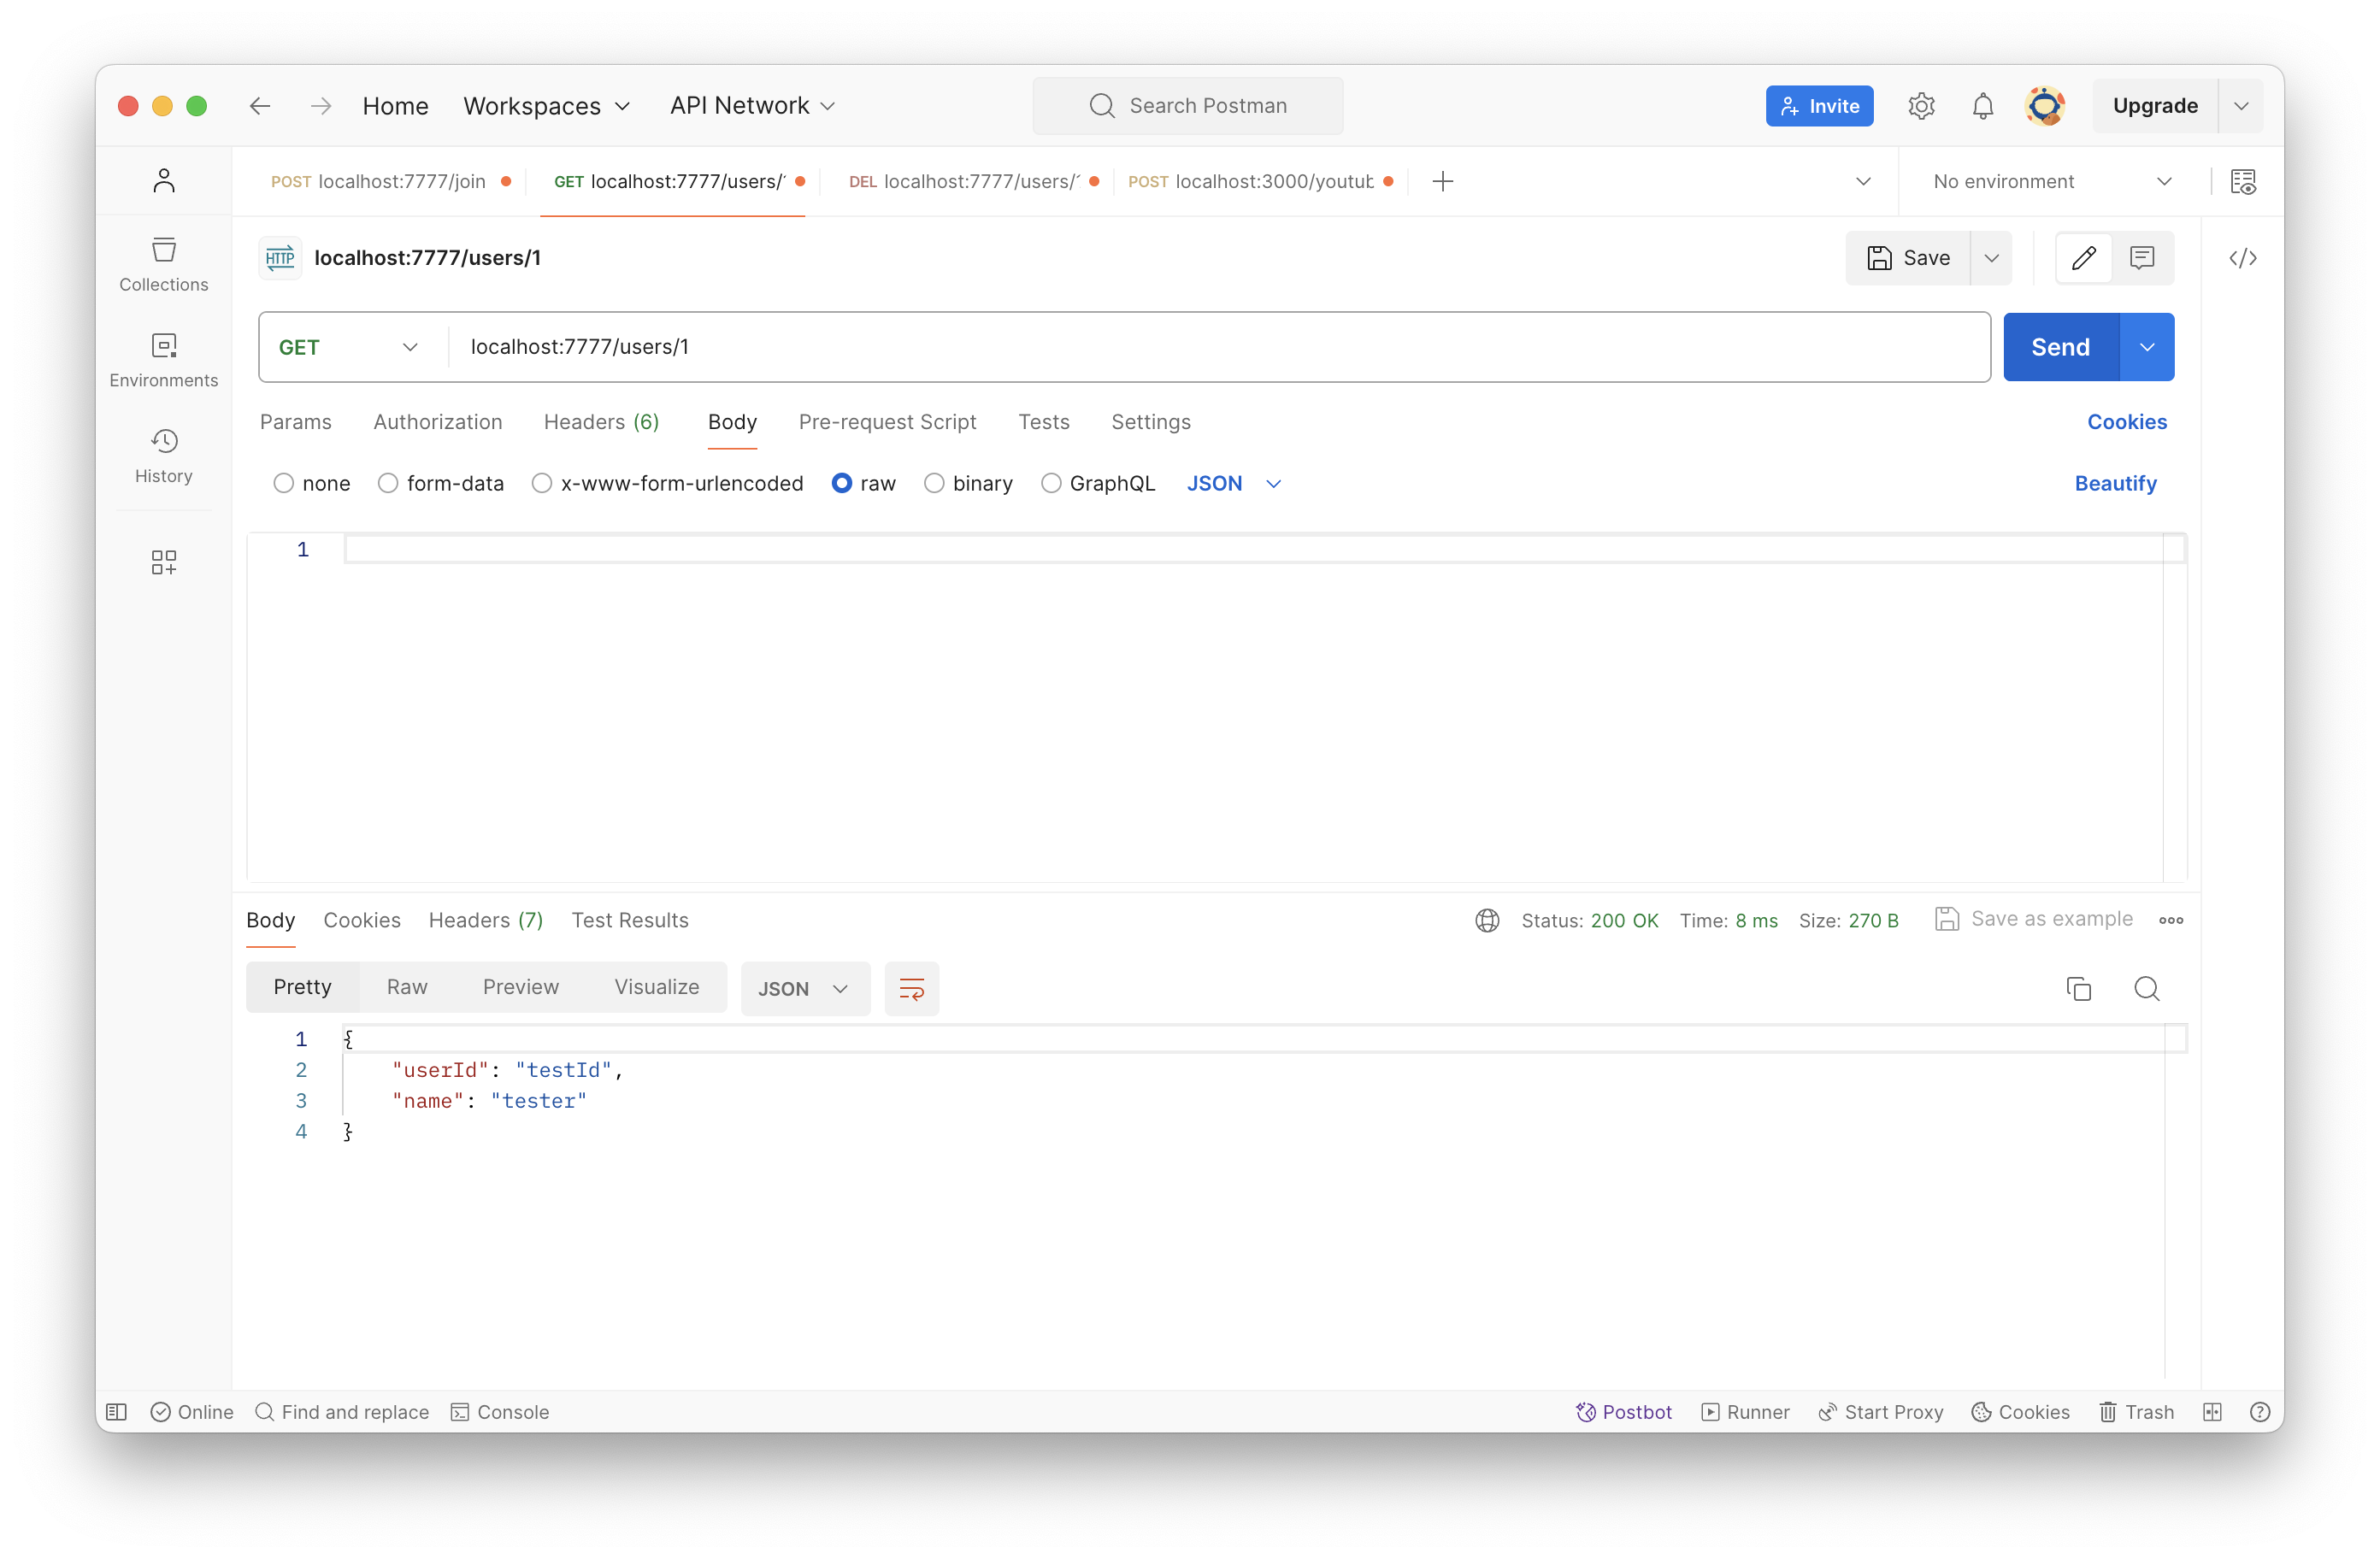 Home Workspaces API Network Search Postman Invite Upgrade
POST localhost:7777/join GET localhost:7777/users/ DEL localhost:7777/users/ POST localhost:3000/youtub No environment
HTTP localhost:7777/users/1 Save
Collections
GET localhost:7777/users/1 Send
Environments
Params Authorization Headers (6) Body Pre-request Script Tests Settings Cookies
History
none form-data x-www-form-urlencoded raw binary GraphQL JSON Beautify
1
Body Cookies Headers (7) Test Results Status: 200 OK Time: 8 ms Size: 270 B Save as example
Pretty Raw Preview Visualize JSON
1 {
2 "userId": "testId",
3 "name": "tester"
4 }
Online Find and replace Console Postbot Runner Start Proxy Cookies Trash